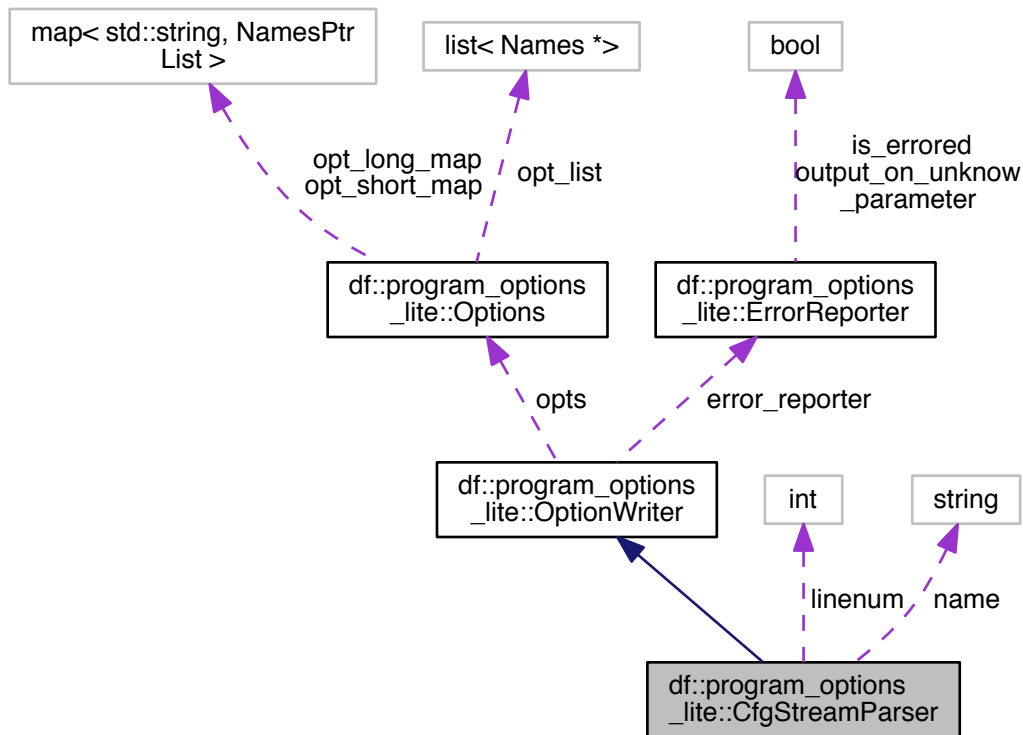 map< std::string, NamesPtr
List >
list< Names *>
bool
opt_long_map
opt_short_map
opt_list
is_errored
output_on_unknow
_parameter
df::program_options
_lite::Options
df::program_options
_lite::ErrorReporter
opts
error_reporter
df::program_options
_lite::OptionWriter
int
string
linenum
name
df::program_options
_lite::CfgStreamParser